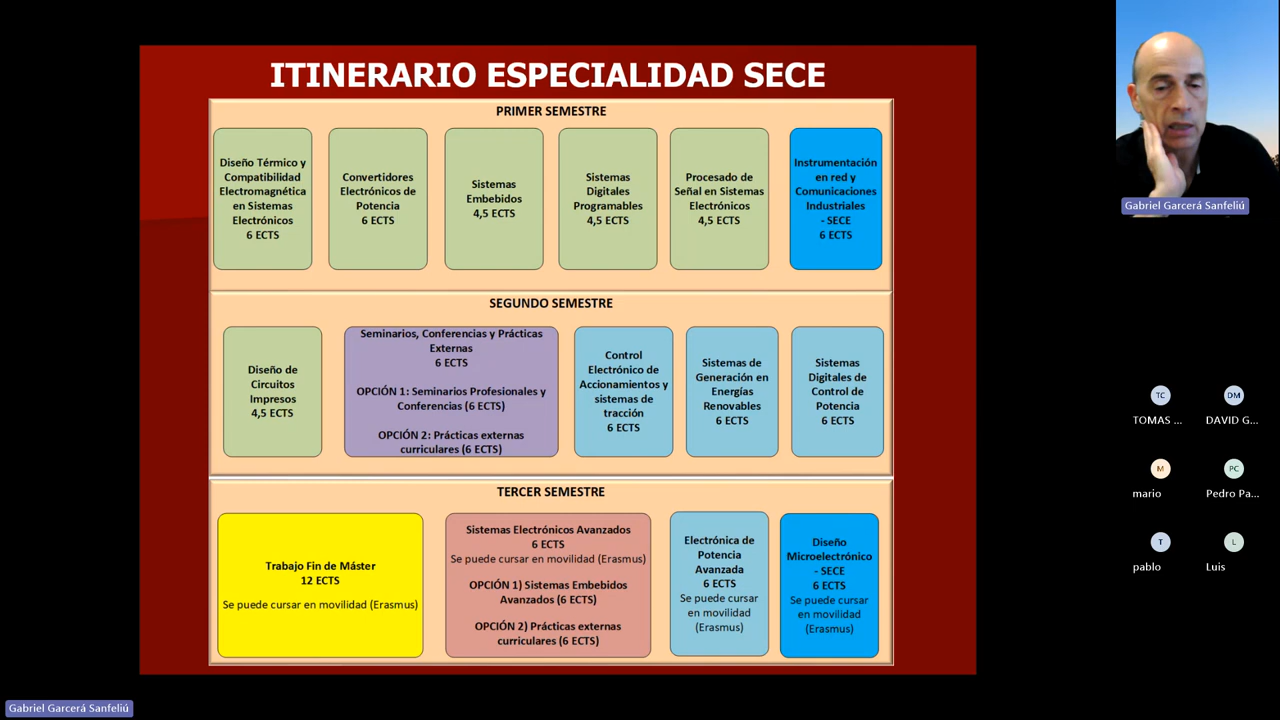 ITINERARIO ESPECIALIDAD SECE
PRIMER SEMESTRE
Diseño Térmico y
Compatibilidad
Electromagnética
en Sistemas
Electrónicos
6 ECTS
Convertidores
Electrónicos de
Potencia
6 ECTS
Sistemas
Embebidos
4,5 ECTS
Sistemas
Digitales
Programables
4,5 ECTS
Procesado de
Señal en Sistemas
Electrónicos
4,5 ECTS
Instrumentación
en red y
Comunicaciones
Industriales
- SECE
6 ECTS
SEGUNDO SEMESTRE
Diseño de
Circuitos
Impresos
4,5 ECTS
Seminarios, Conferencias y Prácticas
Externas
6 ECTS
OPCIÓN 1: Seminarios Profesionales y
Conferencias (6 ECTS)
OPCIÓN 2: Prácticas externas
curriculares (6 ECTS)
Control
Electrónico de
Accionamientos y
sistemas de
tracción
6 ECTS
Sistemas de
Generación en
Energías
Renovables
6 ECTS
Sistemas
Digitales de
Control de
Potencia
6 ECTS
TERCER SEMESTRE
Trabajo Fin de Máster
12 ECTS
Se puede cursar en movilidad (Erasmus)
Sistemas Electrónicos Avanzados
6 ECTS
Se puede cursar en movilidad (Erasmus)
OPCIÓN 1) Sistemas Embebidos
Avanzados (6 ECTS)
OPCIÓN 2) Prácticas externas
curriculares (6 ECTS)
Electrónica de
Potencia
Avanzada
6 ECTS
Se puede cursar
en movilidad
(Erasmus)
Diseño
Microelectrónico
- SECE
6 ECTS
Se puede cursar
en movilidad
(Erasmus)
Gabriel Garcerá Sanfeliú
TC
TOMAS ...
DM
DAVID G...
M
mario
PC
Pedro Pa...
T
pablo
L
Luis
Gabriel Garcerá Sanfeliú